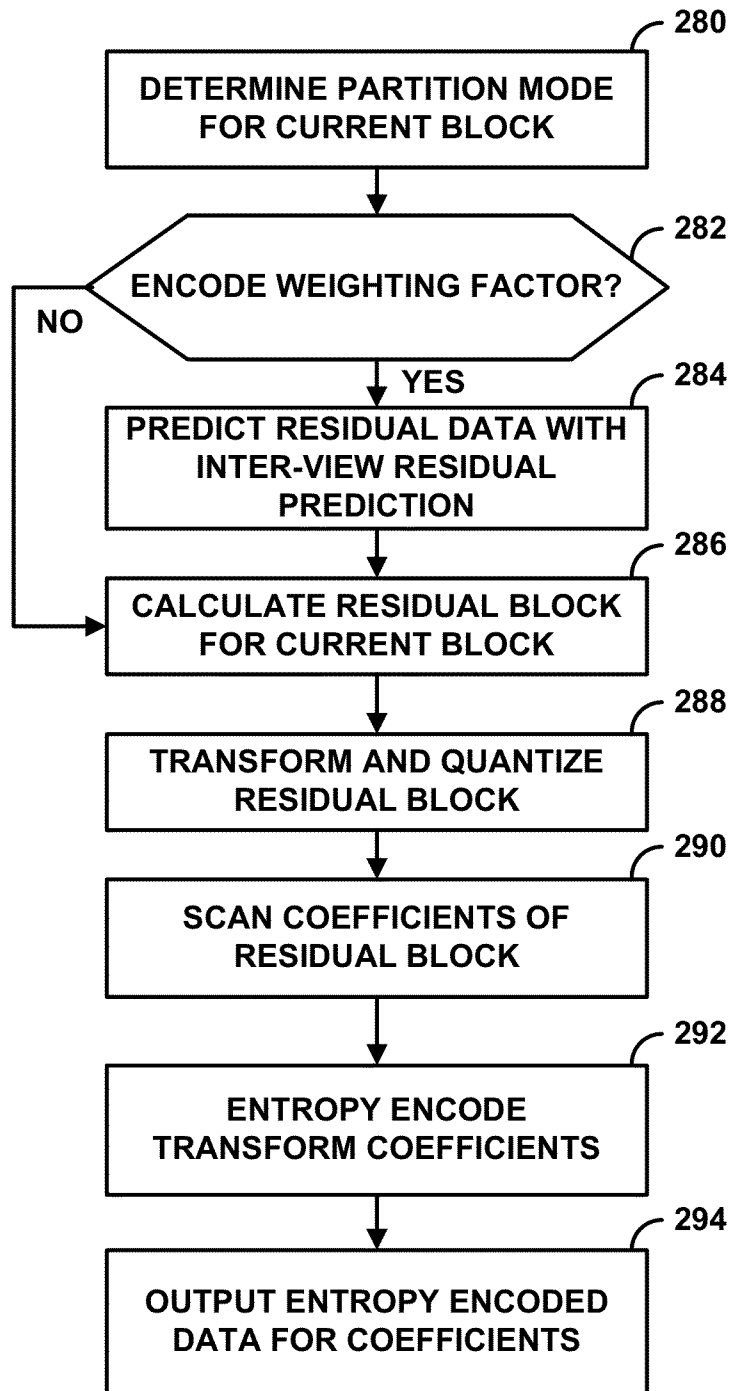 280
DETERMINE PARTITION MODE
FOR CURRENT BLOCK
282
ENCODE WEIGHTING FACTOR?
NO
YES
284
PREDICT RESIDUAL DATA WITH
INTER-VIEW RESIDUAL
PREDICTION
286
CALCULATE RESIDUAL BLOCK
FOR CURRENT BLOCK
288
TRANSFORM AND QUANTIZE
RESIDUAL BLOCK
290
SCAN COEFFICIENTS OF
RESIDUAL BLOCK
292
ENTROPY ENCODE
TRANSFORM COEFFICIENTS
294
OUTPUT ENTROPY ENCODED
DATA FOR COEFFICIENTS